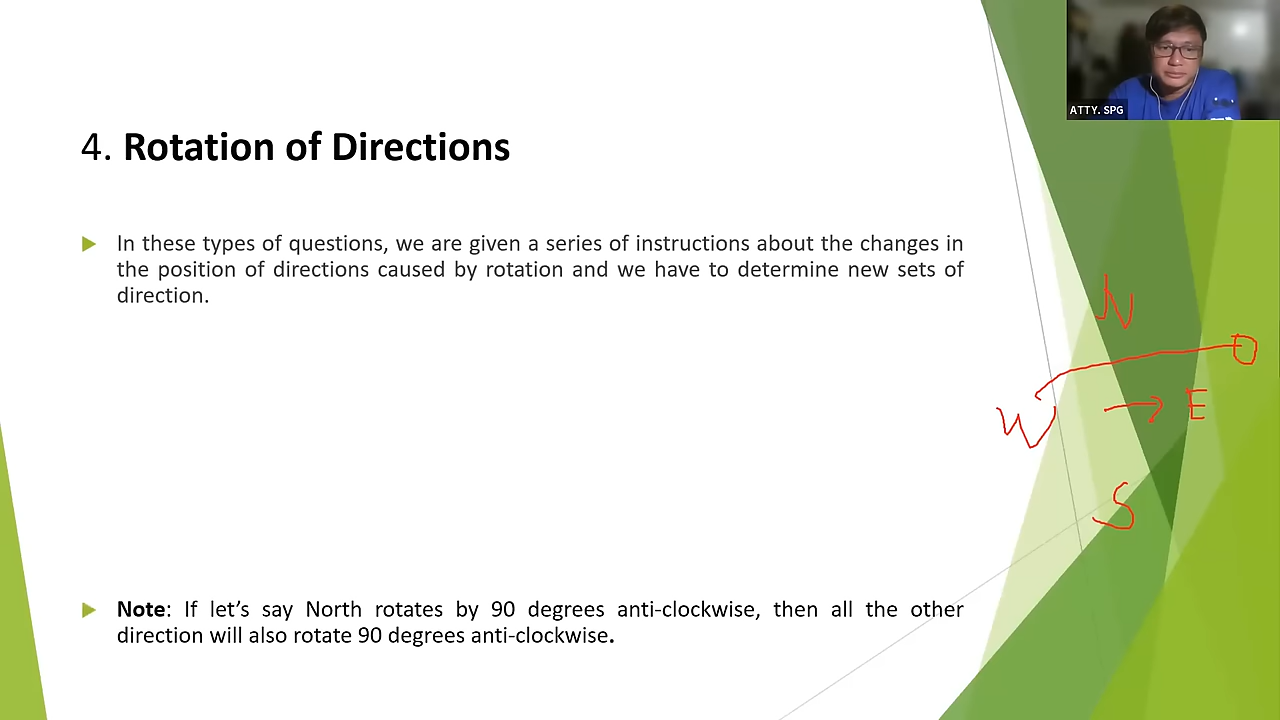 ATTY. SPG
4. Rotation of Directions
In these types of questions, we are given a series of instructions about the changes in
the position of directions caused by rotation and we have to determine new sets of
direction.
N
W
E
S
Note: If let’s say North rotates by 90 degrees anti-clockwise, then all the other
direction will also rotate 90 degrees anti-clockwise.